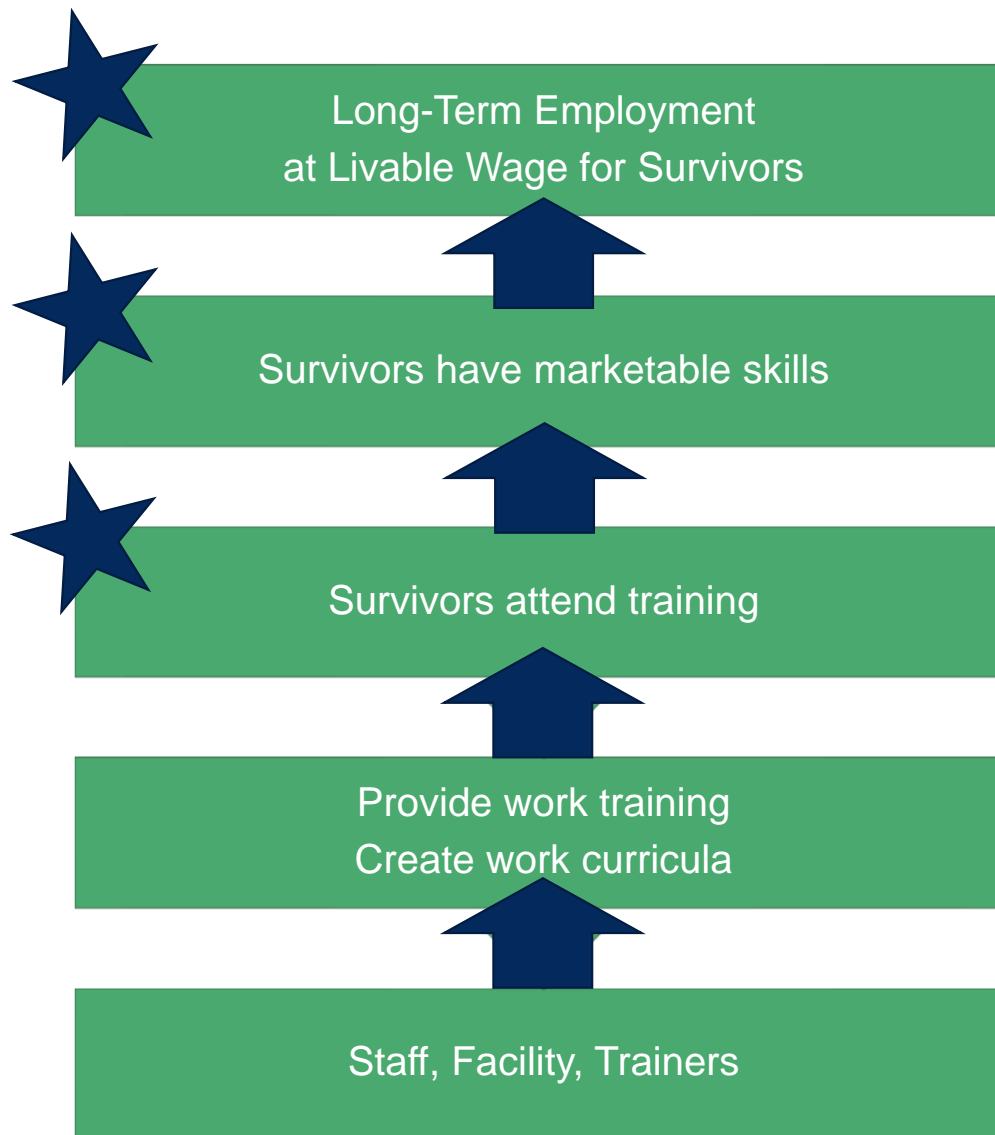 Long-Term Employment
at Livable Wage for Survivors
Survivors have marketable skills
Survivors attend training
Provide work training
Create work curricula
Staff, Facility, Trainers